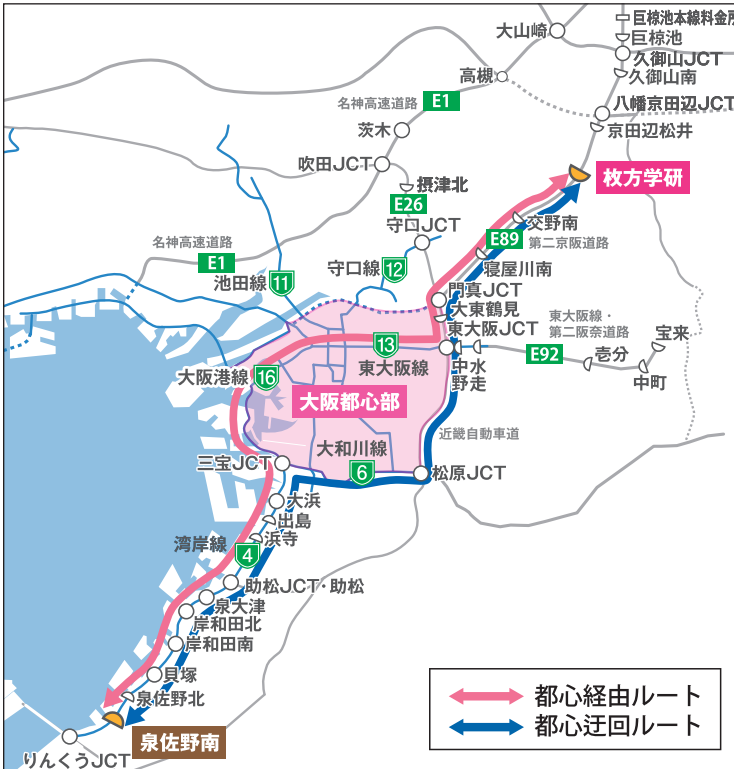 巨椋池本線料金所
大山崎
巨椋池
久御山JCT
高槻
久御山南
名神高速道路
E1
八幡京田辺JCT
茨木
京田辺松井
吹田JCT
摂津北
枚方学研
E26
守口JCT
交野南
名神高速道路
E89
第二京阪道路
E1
守口線
12
寝屋川南
池田線
11
門真JCT
大東鶴見
東大阪線・
第二阪奈道路
東大阪JCT
宝来
13
E92
壱分
大阪港線
16
東大阪線
中野
水走
中町
大阪都心部
近畿自動車道
大和川線
三宝JCT
6
松原JCT
大浜
出島
湾岸線
浜寺
4
助松JCT・助松
泉大津
岸和田北
岸和田南
貝塚
泉佐野北
都心経由ルート
都心迂回ルート
泉佐野南
りんくうJCT